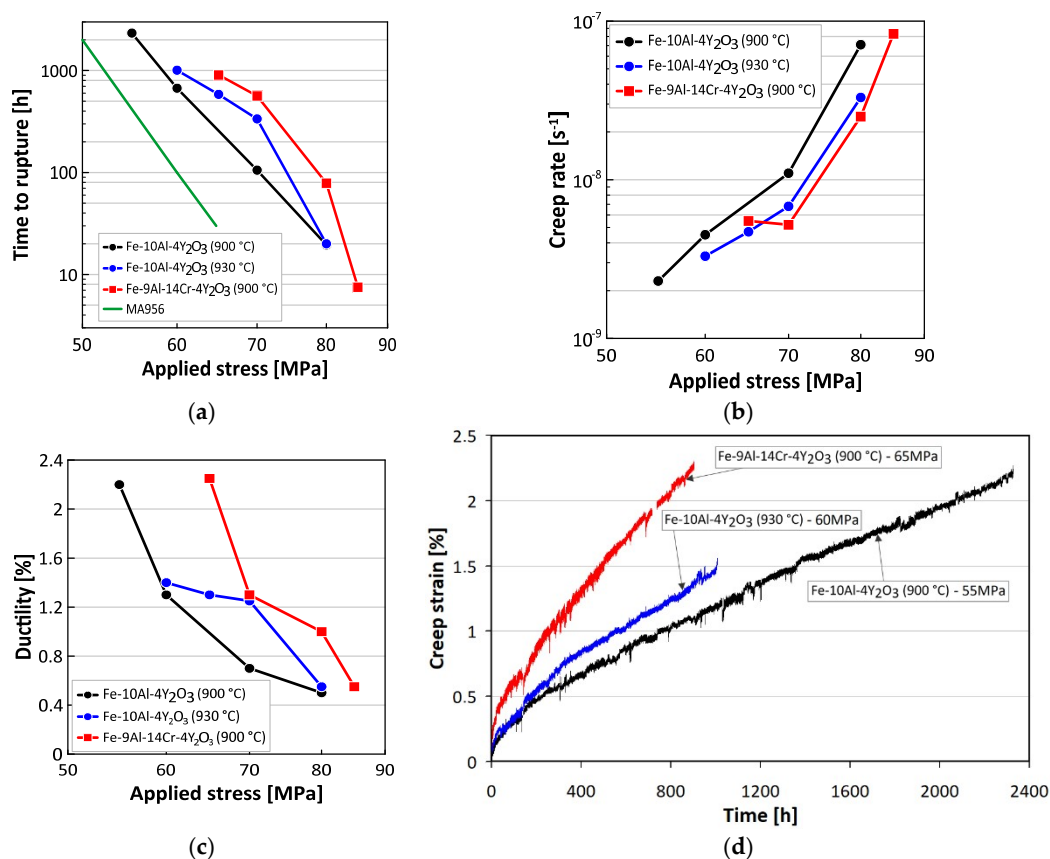 (a)
Time to rupture [h]
1000
100
10
Fe-10Al-4Y₂O₃ (900 °C)
Fe-10Al-4Y₂O₃ (930 °C)
Fe-9Al-14Cr-4Y₂O₃ (900 °C)
MA956
50 60 70 80 90
Applied stress [MPa]
(a)
Creep rate [s⁻¹]
10⁻⁷
10⁻⁸
10⁻⁹
Fe-10Al-4Y₂O₃ (900 °C)
Fe-10Al-4Y₂O₃ (930 °C)
Fe-9Al-14Cr-4Y₂O₃ (900 °C)
50 60 70 80 90
Applied stress [MPa]
(b)
Ductility [%]
2.4
2
1.6
1.2
0.8
0.4
0
Fe-10Al-4Y₂O₃ (900 °C)
Fe-10Al-4Y₂O₃ (930 °C)
Fe-9Al-14Cr-4Y₂O₃ (900 °C)
50 60 70 80 90
Applied stress [MPa]
(c)
Creep strain [%]
2.5
2
1.5
1
0.5
0
Fe-9Al-14Cr-4Y₂O₃ (900 °C) - 65MPa
Fe-10Al-4Y₂O₃ (930 °C) - 60MPa
Fe-10Al-4Y₂O₃ (900 °C) - 55MPa
0 400 800 1200 1600 2000 2400
Time [h]
(d)